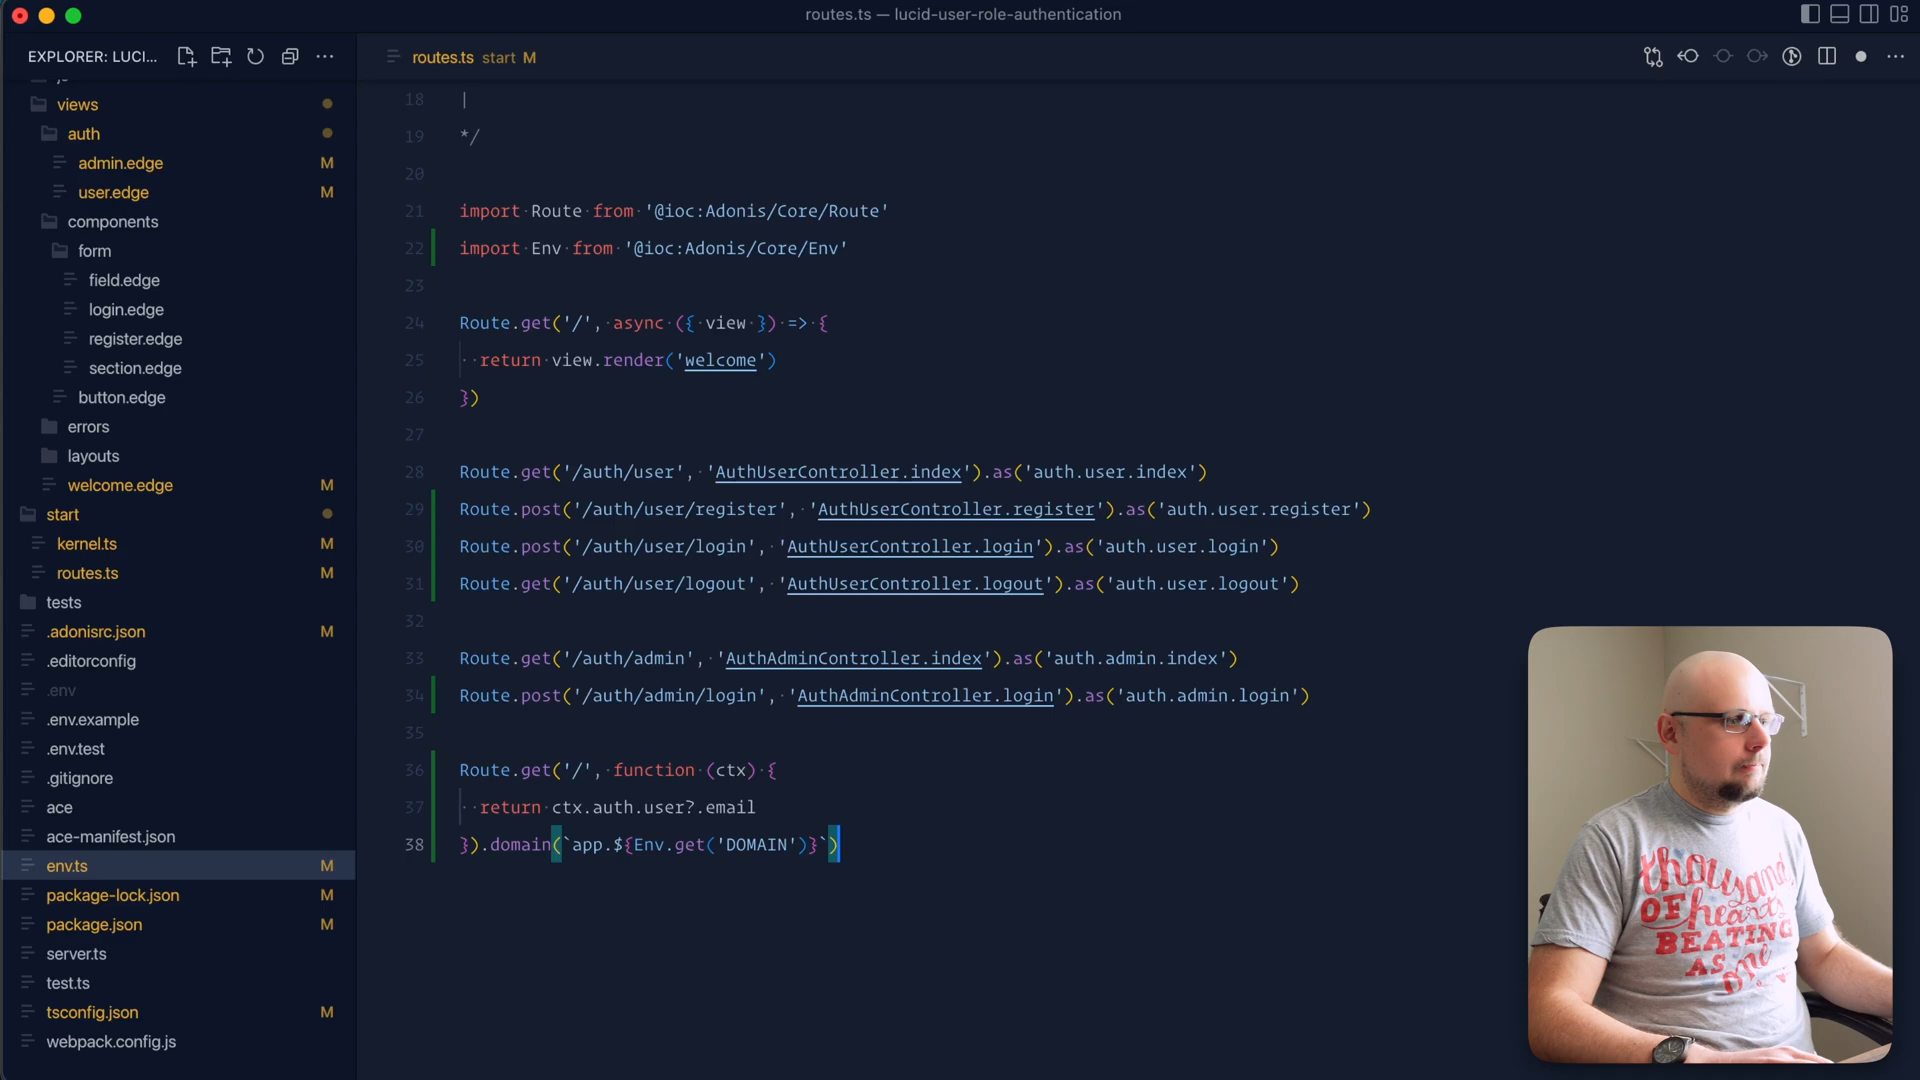 routes.ts — lucid-user-role-authentication
EXPLORER: LUCI...
routes.ts start M
views
auth
admin.edge M
user.edge M
components
form
field.edge
login.edge
register.edge
section.edge
button.edge
errors
layouts
welcome.edge M
start
kernel.ts M
routes.ts M
tests
.adonisrc.json M
.editorconfig
.env
.env.example
.env.test
.gitignore
ace
ace-manifest.json
env.ts M
package-lock.json M
package.json M
server.ts
test.ts
tsconfig.json M
webpack.config.js
18 |
19 */
20
21 import Route from '@ioc:Adonis/Core/Route'
22 import Env from '@ioc:Adonis/Core/Env'
23
24 Route.get('/', async ({ view }) => {
25 return view.render('welcome')
26 })
27
28 Route.get('/auth/user', 'AuthUserController.index').as('auth.user.index')
29 Route.post('/auth/user/register', 'AuthUserController.register').as('auth.user.register')
30 Route.post('/auth/user/login', 'AuthUserController.login').as('auth.user.login')
31 Route.get('/auth/user/logout', 'AuthUserController.logout').as('auth.user.logout')
32
33 Route.get('/auth/admin', 'AuthAdminController.index').as('auth.admin.index')
34 Route.post('/auth/admin/login', 'AuthAdminController.login').as('auth.admin.login')
35
36 Route.get('/', function (ctx) {
37 return ctx.auth.user?.email
38 }).domain(`app.${Env.get('DOMAIN')}`)
thousand
OF hearts
BEATING
AS one